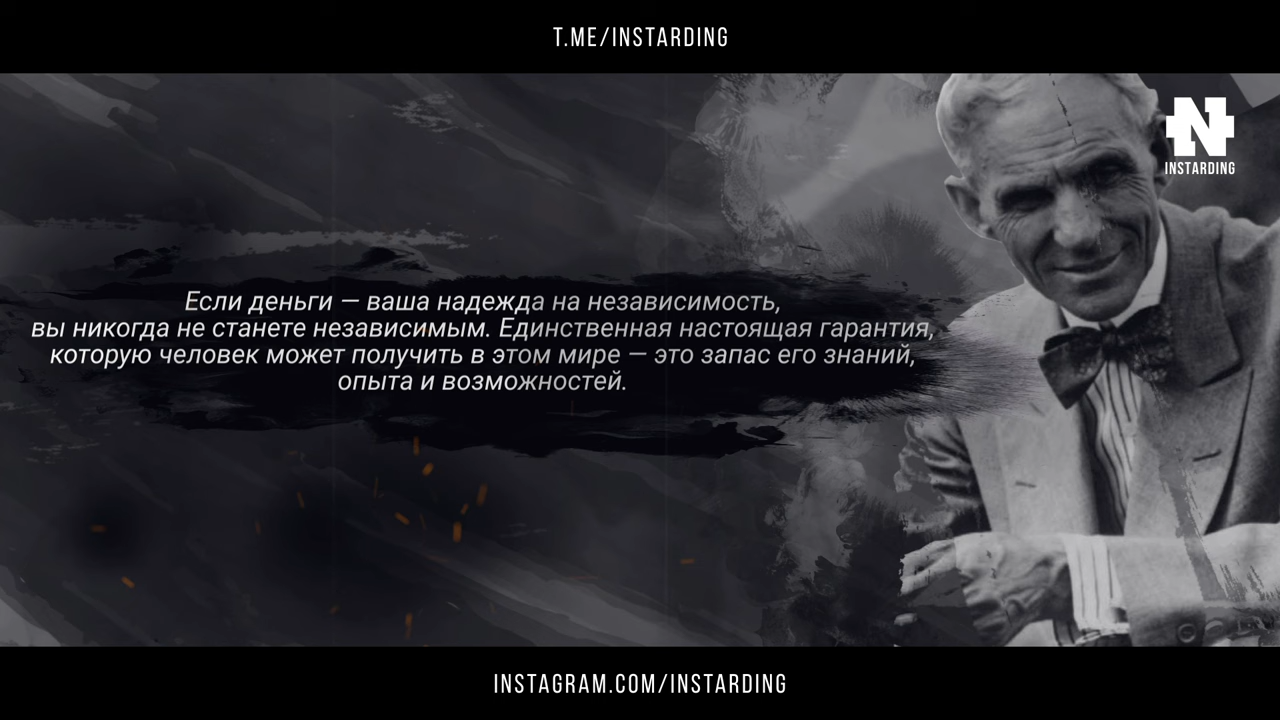 T.ME/INSTARDING
N
INSTARDING
Если деньги — ваша надежда на независимость,
вы никогда не станете независимым. Единственная настоящая гарантия,
которую человек может получить в этом мире — это запас его знаний,
опыта и возможностей.
INSTAGRAM.COM/INSTARDING